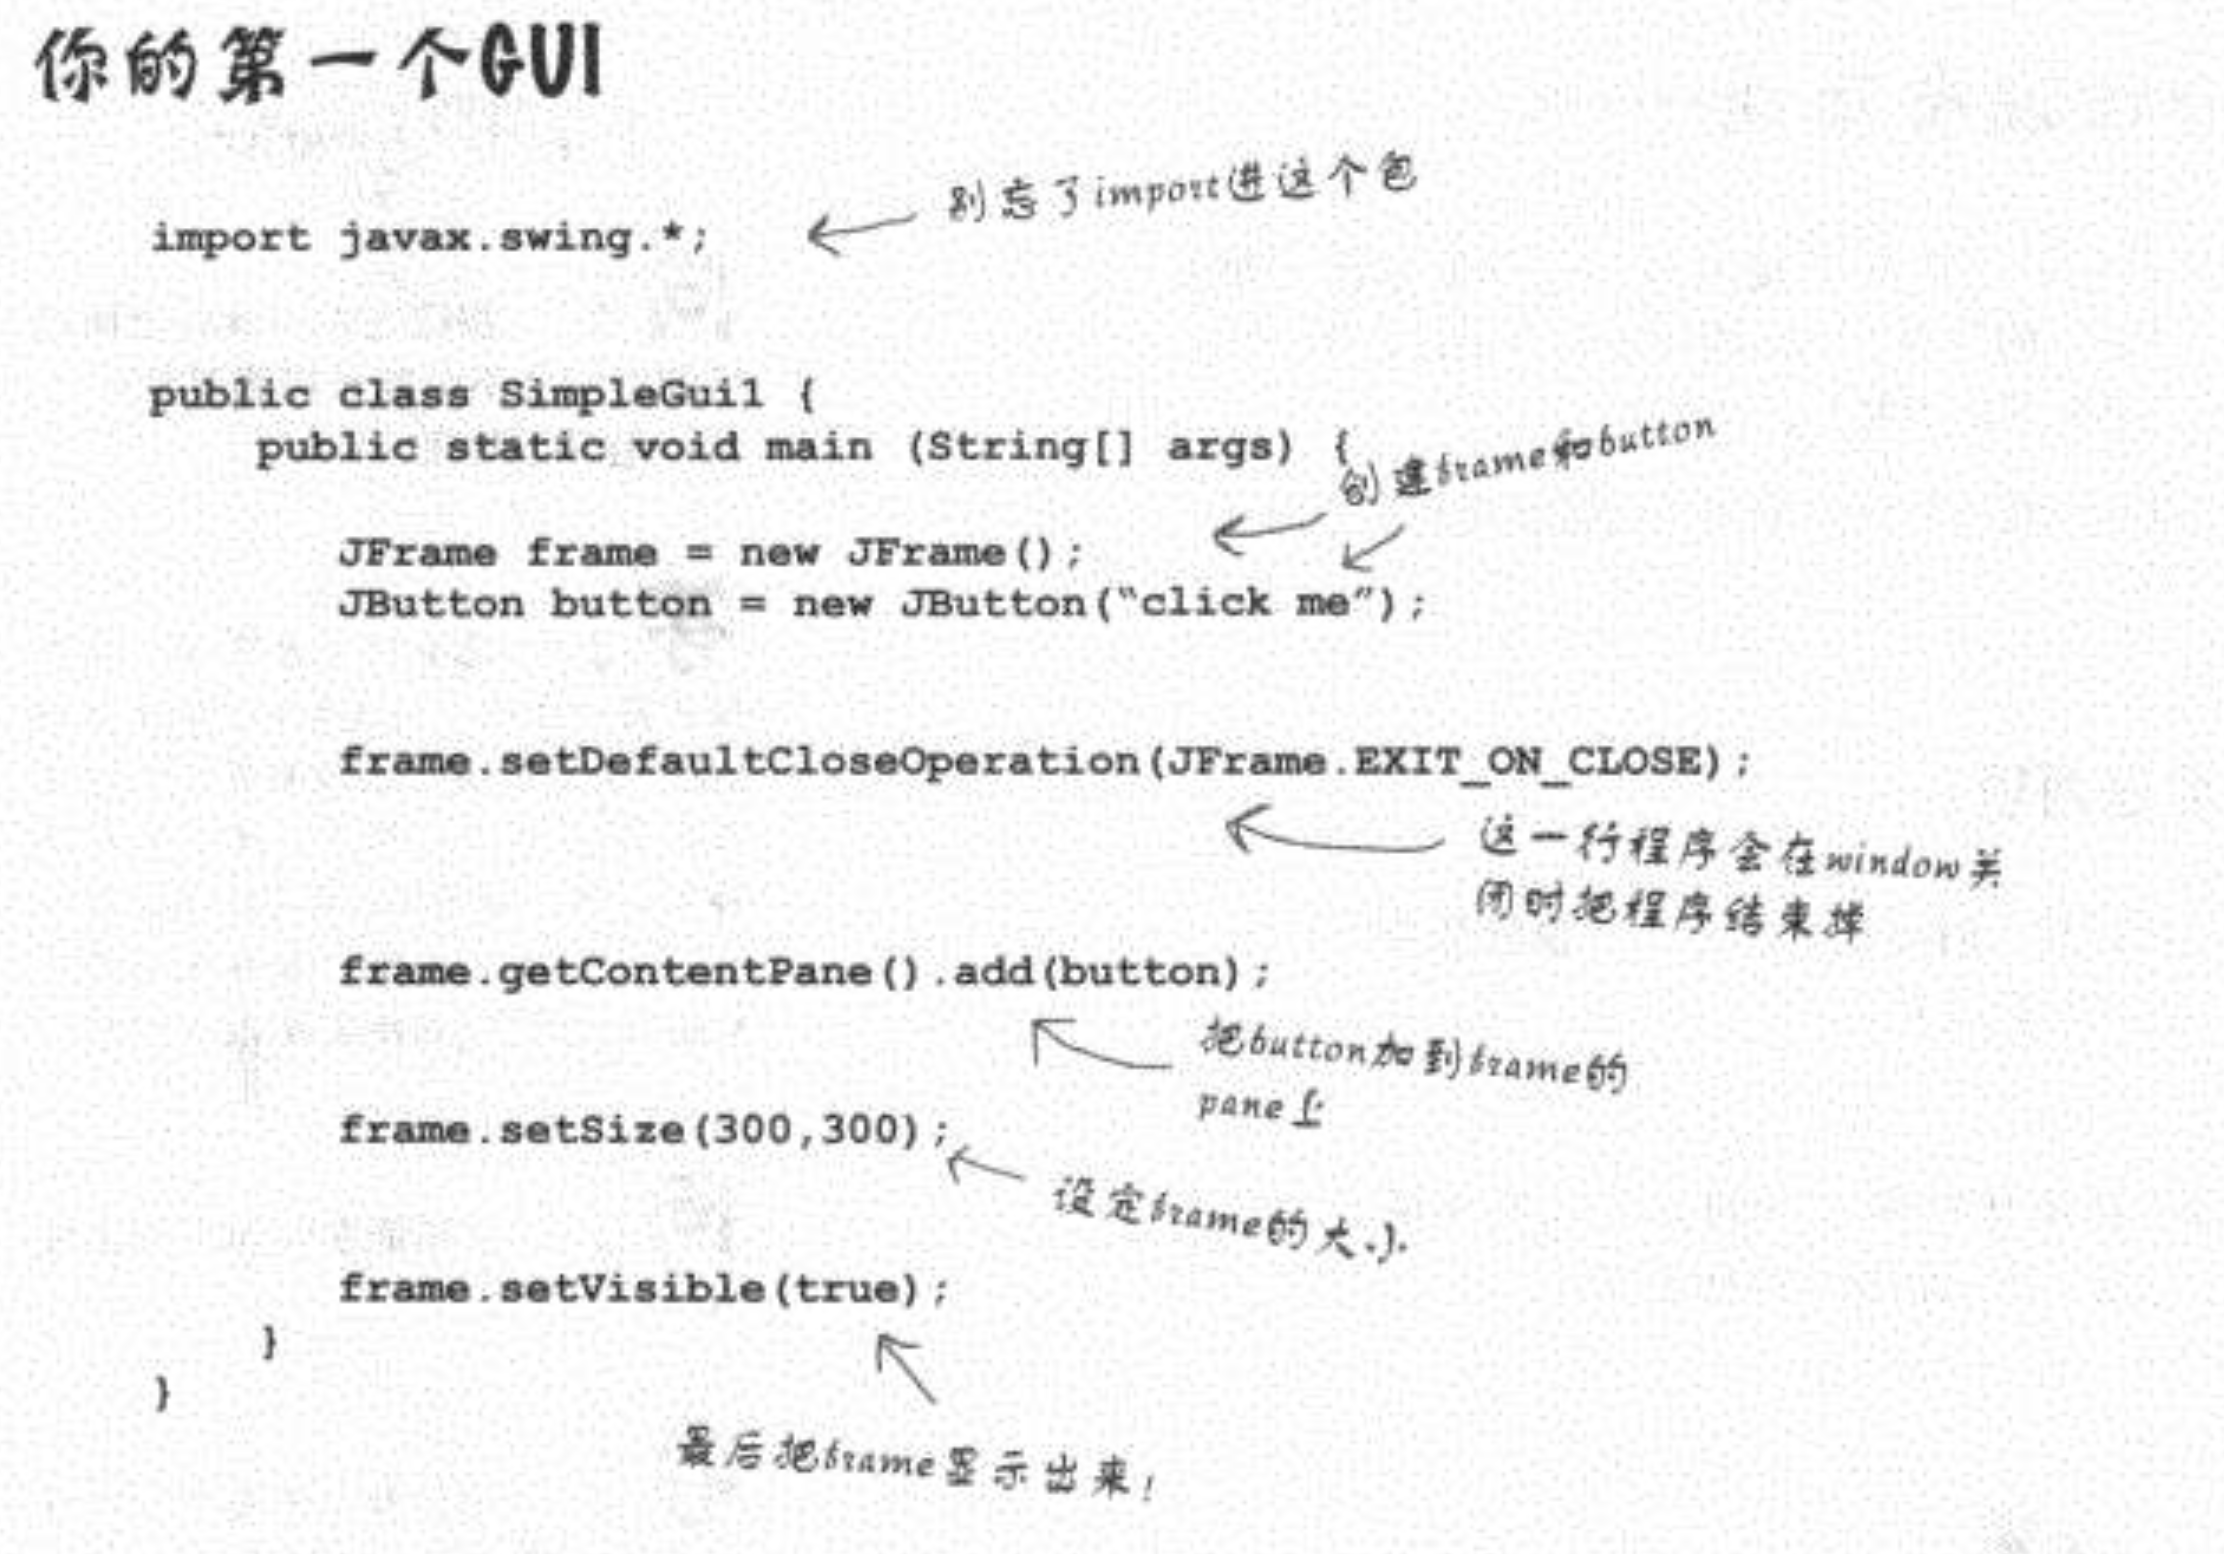 你的第一个GUI
别忘了import进这个包
import javax.swing.*;
public class SimpleGui1 {
public static void main (String[] args) {
创建frame和button
JFrame frame = new JFrame();
JButton button = new JButton(“click me”);
frame.setDefaultCloseOperation(JFrame.EXIT_ON_CLOSE);
这一行程序会在window关
闭时把程序结束掉
frame.getContentPane().add(button);
把button加到frame的
pane上
frame.setSize(300,300);
设定frame的大小
frame.setVisible(true);
}
}
最后把frame显示出来!